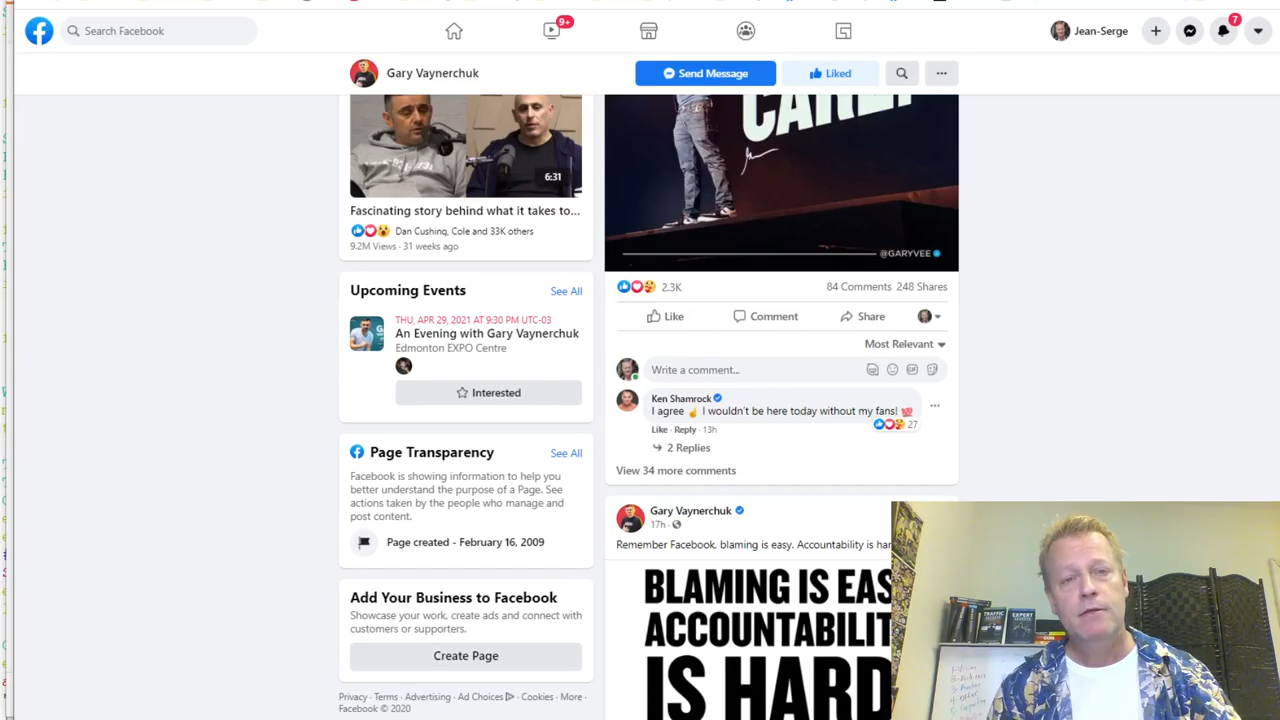 Search Facebook
9+
Jean-Serge
7
Gary Vaynerchuk
Send Message
Liked
6:31
Fascinating story behind what it takes to...
Dan Cushing, Cole and 33K others
9.2M Views · 31 weeks ago
Upcoming Events
See All
THU, APR 29, 2021 AT 9:30 PM UTC-03
An Evening with Gary Vaynerchuk
Edmonton EXPO Centre
Interested
Page Transparency
See All
Facebook is showing information to help you
better understand the purpose of a Page. See
actions taken by the people who manage and
post content.
Page created - February 16, 2009
Add Your Business to Facebook
Showcase your work, create ads and connect with
customers or supporters.
Create Page
Privacy · Terms · Advertising · Ad Choices · Cookies · More ·
Facebook © 2020
@GARYVEE
2.3K
84 Comments 248 Shares
Like
Comment
Share
Most Relevant
Write a comment...
Ken Shamrock
I agree ☝ I wouldn't be here today without my fans! 💯
27
Like · Reply · 13h
2 Replies
View 34 more comments
Gary Vaynerchuk
17h ·
Remember Facebook, blaming is easy. Accountability is har
BLAMING IS EAS
ACCOUNTABILIT
IS HARD
TRAFFIC
SECRETS
EXPERT
SECRETS